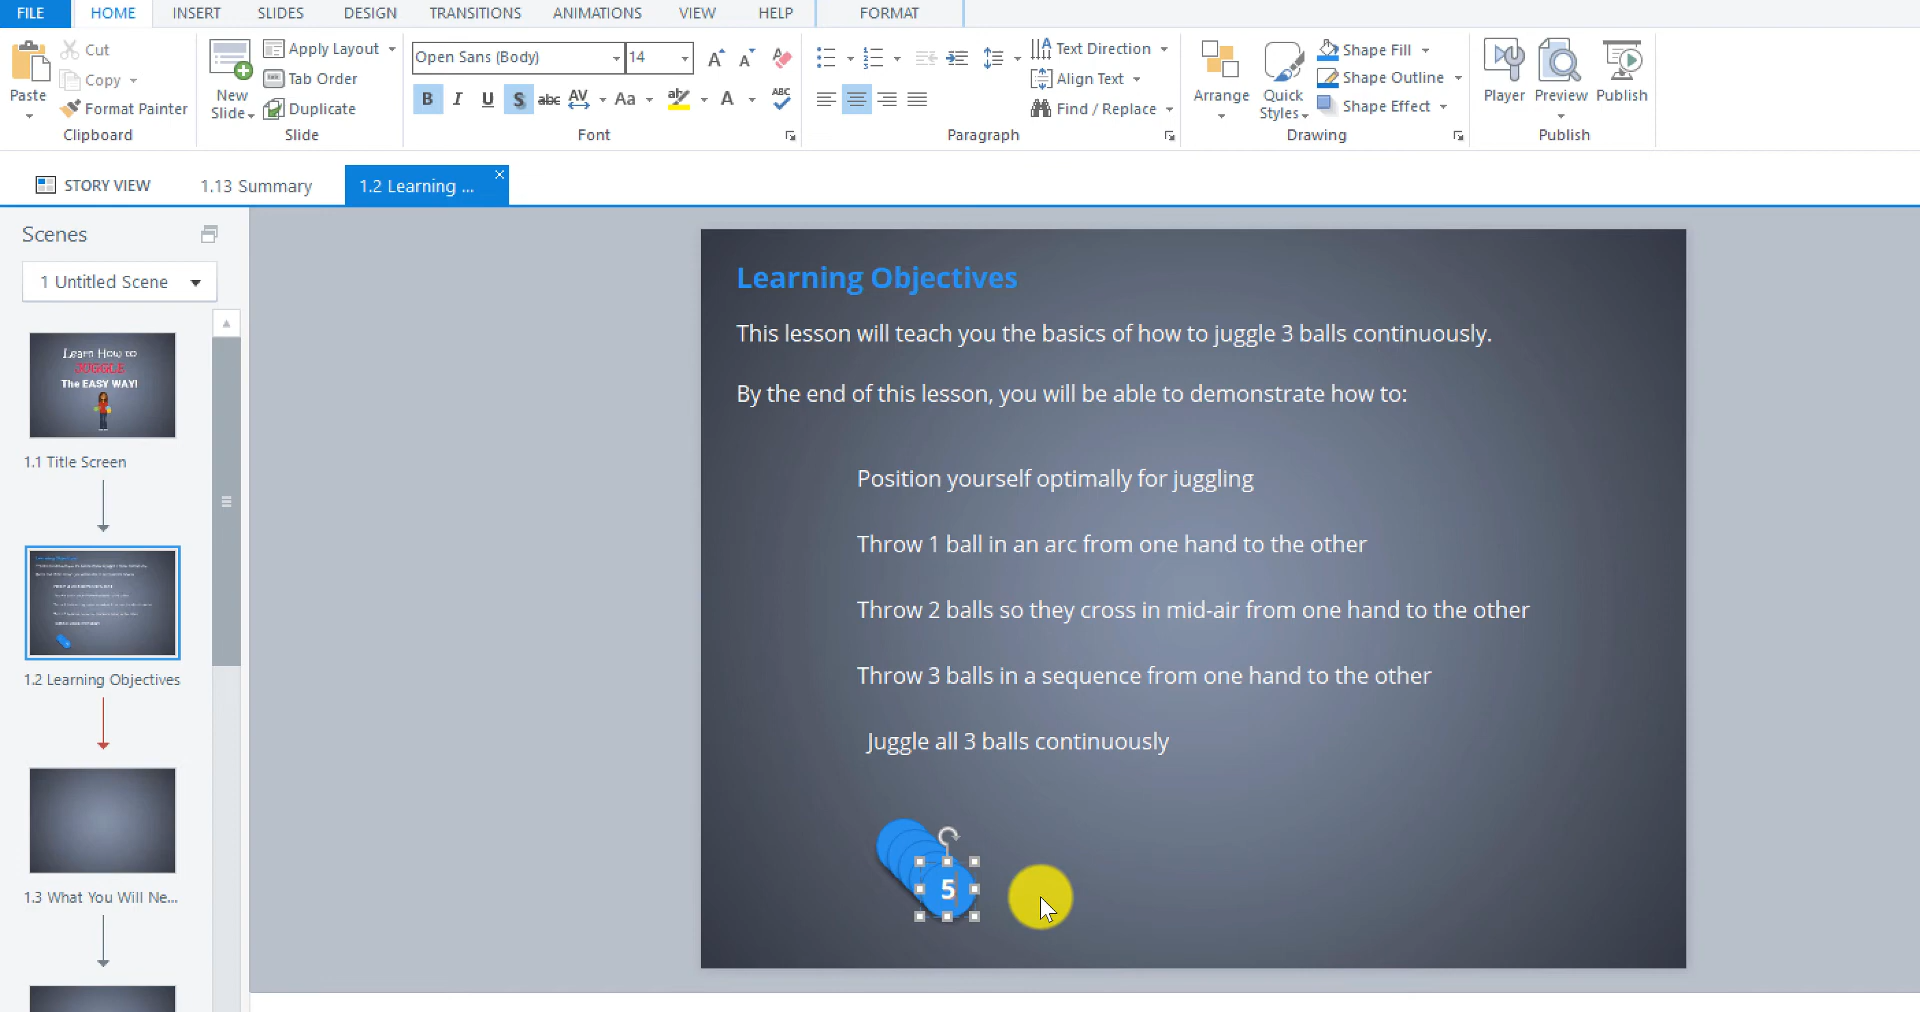 FILE HOME INSERT SLIDES DESIGN TRANSITIONS ANIMATIONS VIEW HELP FORMAT
Paste
Cut
Copy
Format Painter
Clipboard
New
Slide
Apply Layout
Tab Order
Duplicate
Slide
Open Sans (Body) 14
B I U S abc AV Aa A ABC
Font
Text Direction
Align Text
Find / Replace
Paragraph
Arrange
Quick
Styles
Shape Fill
Shape Outline
Shape Effect
Drawing
Player Preview Publish
Publish
STORY VIEW 1.13 Summary 1.2 Learning ...
Scenes
1 Untitled Scene
Learn How to
JUGGLE
The EASY WAY!
1.1 Title Screen
1.2 Learning Objectives
1.3 What You Will Ne...
Learning Objectives
This lesson will teach you the basics of how to juggle 3 balls continuously.
By the end of this lesson, you will be able to demonstrate how to:
Position yourself optimally for juggling
Throw 1 ball in an arc from one hand to the other
Throw 2 balls so they cross in mid-air from one hand to the other
Throw 3 balls in a sequence from one hand to the other
Juggle all 3 balls continuously
5